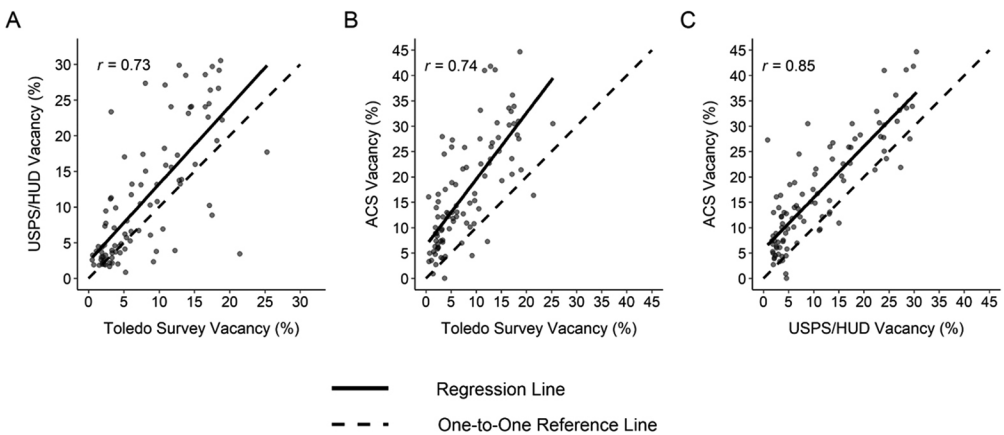 A
B
C
r = 0.73
r = 0.74
r = 0.85
USPS/HUD Vacancy (%)
30
25
20
15
10
5
0
0 5 10 15 20 25 30
Toledo Survey Vacancy (%)
ACS Vacancy (%)
45
40
35
30
25
20
15
10
5
0
0 5 10 15 20 25 30 35 40 45
Toledo Survey Vacancy (%)
ACS Vacancy (%)
45
40
35
30
25
20
15
10
5
0
0 5 10 15 20 25 30 35 40 45
USPS/HUD Vacancy (%)
Regression Line
One-to-One Reference Line